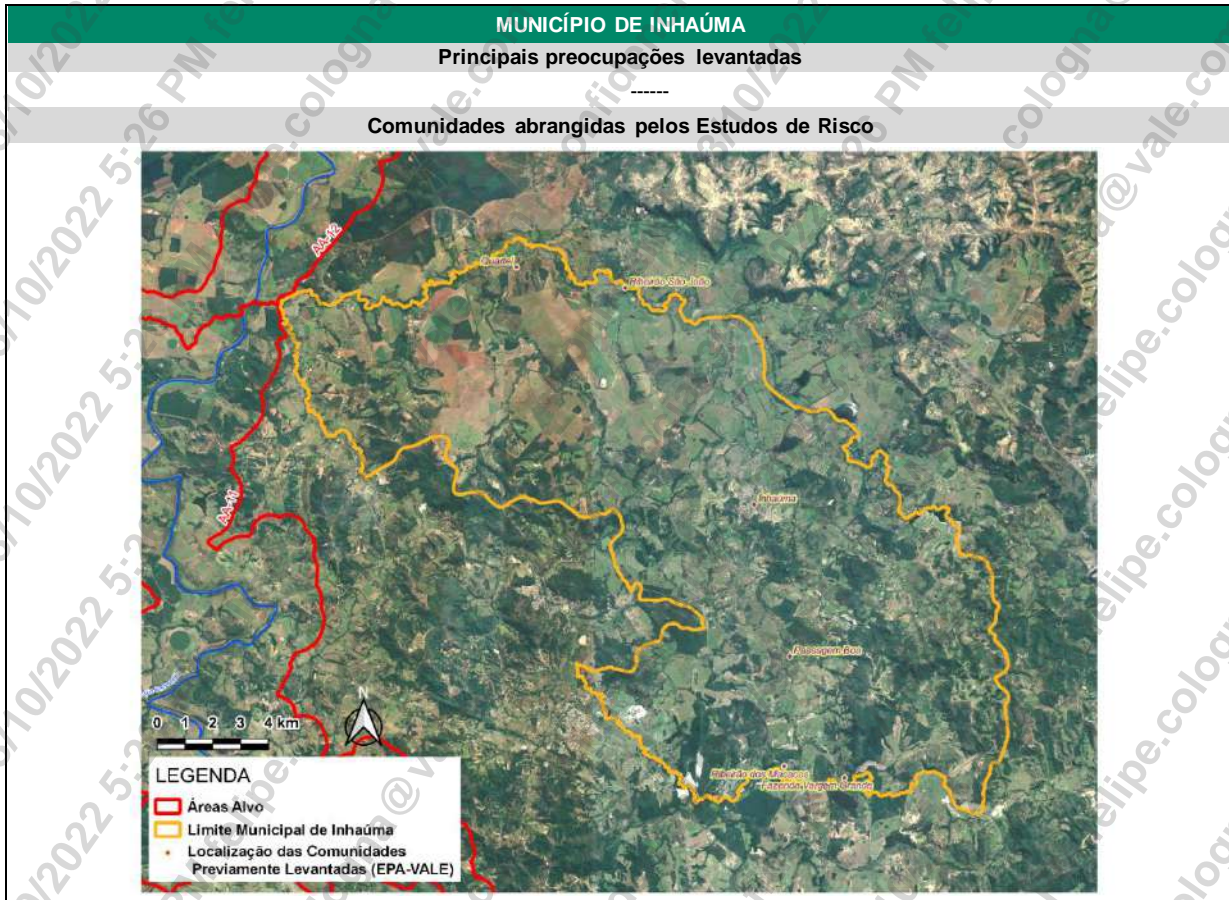 MUNICÍPIO DE INHAÚMA
Principais preocupações levantadas
------
Comunidades abrangidas pelos Estudos de Risco
AA-12
Quartel
Ribeirão São João
AA-11
Inhaúma
Passagem Boa
Ribeirão dos Macacos
Fazenda Vargem Grande
N
0 1 2 3 4 km
LEGENDA
Áreas Alvo
Limite Municipal de Inhaúma
Localização das Comunidades
Previamente Levantadas (EPA-VALE)